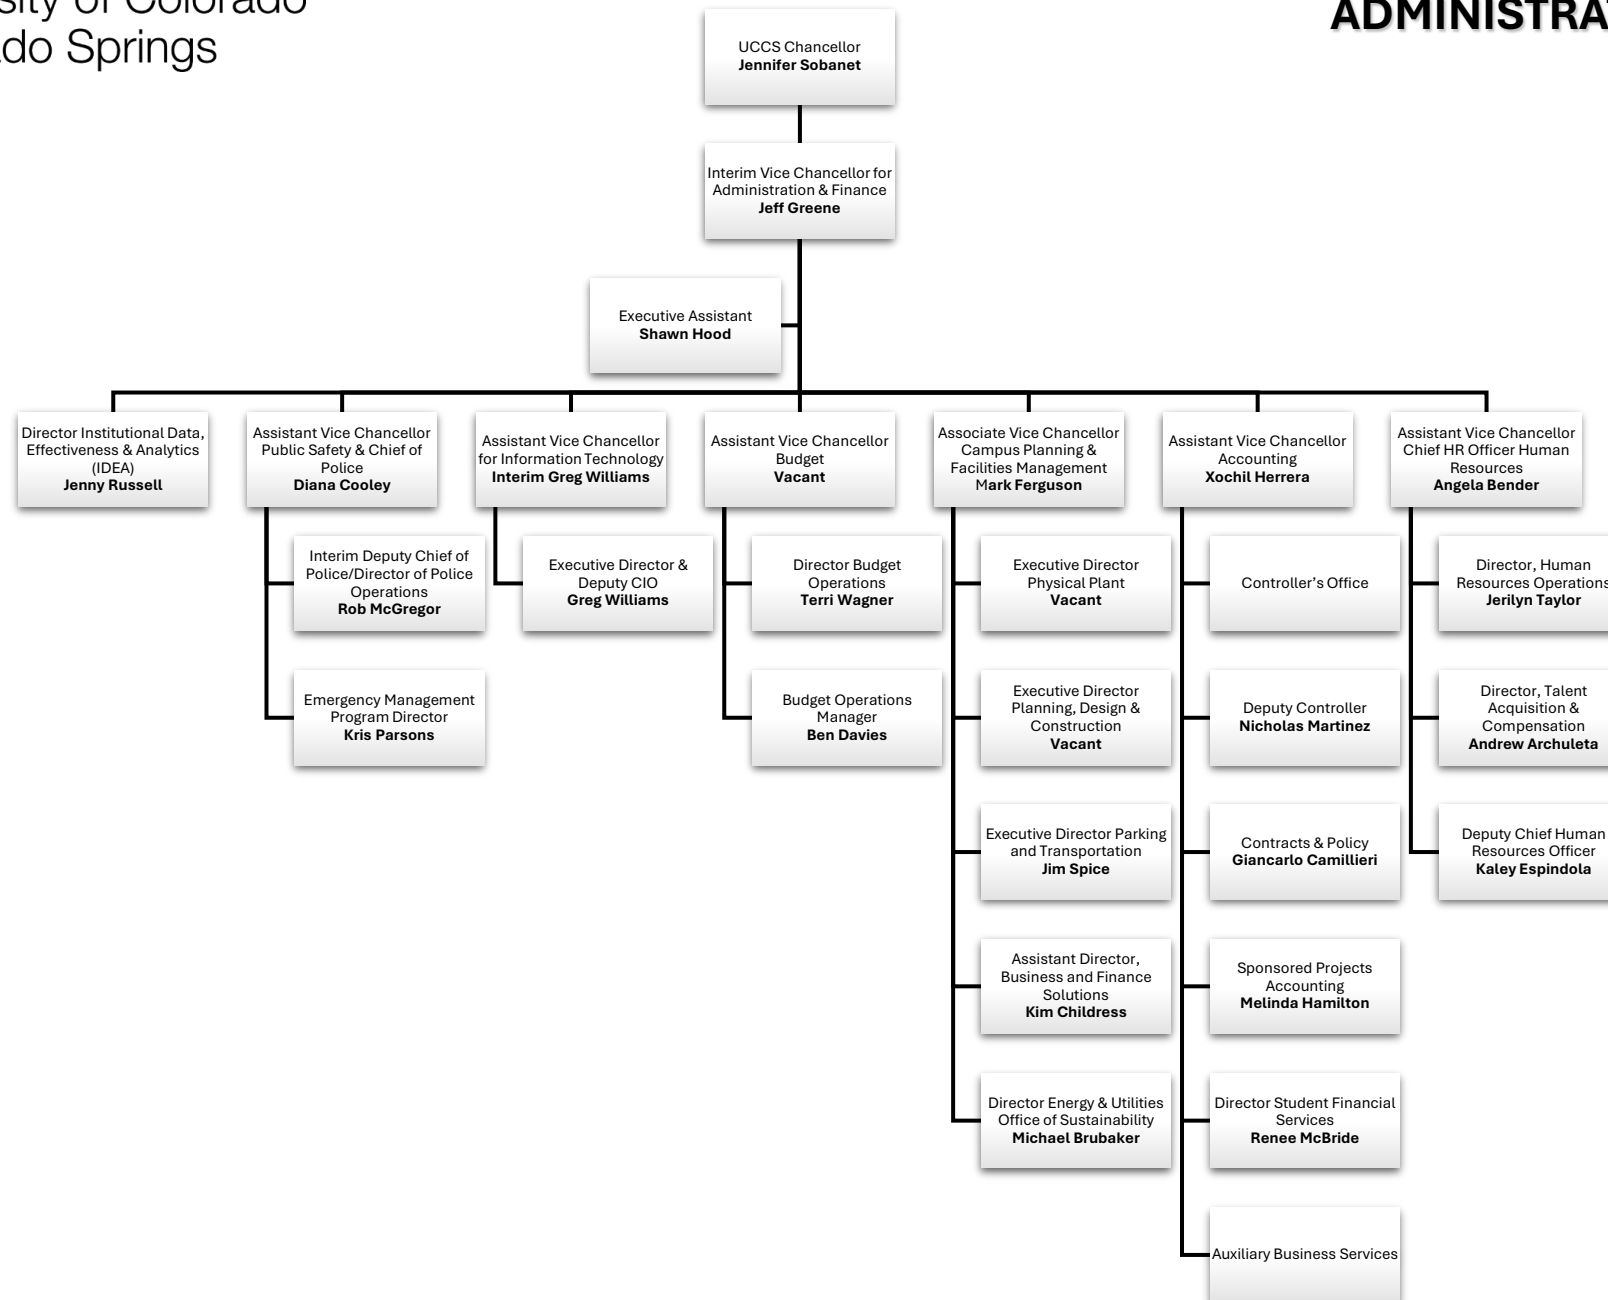 sity of Colorado
do Springs
ADMINISTRAT
UCCS Chancellor
Jennifer Sobanet
Interim Vice Chancellor for
Administration & Finance
Jeff Greene
Executive Assistant
Shawn Hood
Director Institutional Data,
Effectiveness & Analytics
(IDEA)
Jenny Russell
Assistant Vice Chancellor
Public Safety & Chief of
Police
Diana Cooley
Assistant Vice Chancellor
for Information Technology
Interim Greg Williams
Assistant Vice Chancellor
Budget
Vacant
Associate Vice Chancellor
Campus Planning &
Facilities Management
Mark Ferguson
Assistant Vice Chancellor
Accounting
Xochil Herrera
Assistant Vice Chancellor
Chief HR Officer Human
Resources
Angela Bender
Interim Deputy Chief of
Police/Director of Police
Operations
Rob McGregor
Emergency Management
Program Director
Kris Parsons
Executive Director &
Deputy CIO
Greg Williams
Director Budget
Operations
Terri Wagner
Budget Operations
Manager
Ben Davies
Executive Director
Physical Plant
Vacant
Executive Director
Planning, Design &
Construction
Vacant
Executive Director Parking
and Transportation
Jim Spice
Assistant Director,
Business and Finance
Solutions
Kim Childress
Director Energy & Utilities
Office of Sustainability
Michael Brubaker
Controller’s Office
Deputy Controller
Nicholas Martinez
Contracts & Policy
Giancarlo Camillieri
Sponsored Projects
Accounting
Melinda Hamilton
Director Student Financial
Services
Renee McBride
Auxiliary Business Services
Director, Human
Resources Operations
Jerilyn Taylor
Director, Talent
Acquisition &
Compensation
Andrew Archuleta
Deputy Chief Human
Resources Officer
Kaley Espindola